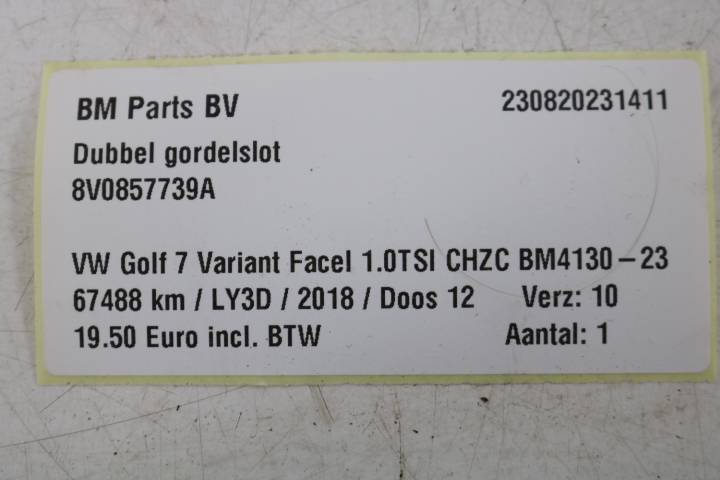 BM Parts BV 230820231411
Dubbel gordelslot
8V0857739A
VW Golf 7 Variant Facel 1.0TSI CHZC BM4130-23
67488 km / LY3D / 2018 / Doos 12 Verz: 10
19.50 Euro incl. BTW Aantal: 1